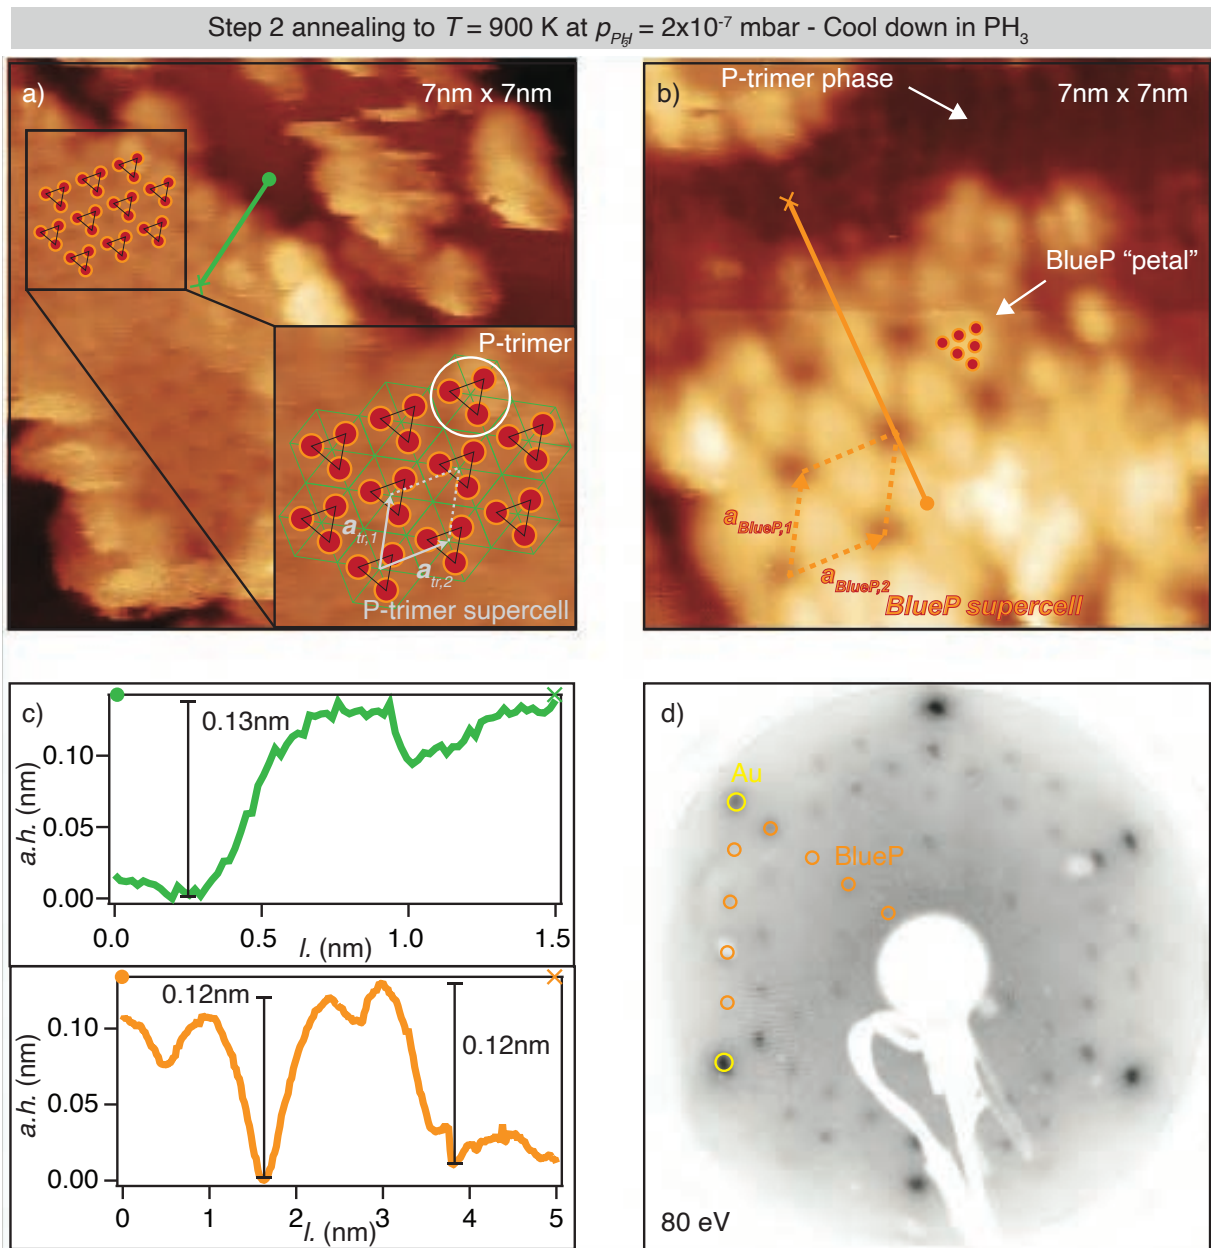 Step 2 annealing to T = 900 K at pPH3 = 2x10-7 mbar - Cool down in PH3
a)
7nm x 7nm
P-trimer
atr,1
atr,2
P-trimer supercell
b)
P-trimer phase
7nm x 7nm
BlueP “petal”
aBlueP,1
aBlueP,2
BlueP supercell
c)
0.13nm
a.h. (nm)
0.10
0.05
0.00
0.0
0.5
1.0
1.5
l. (nm)
0.12nm
0.12nm
a.h. (nm)
0.10
0.05
0.00
0
1
2
3
4
5
l. (nm)
d)
Au
BlueP
80 eV